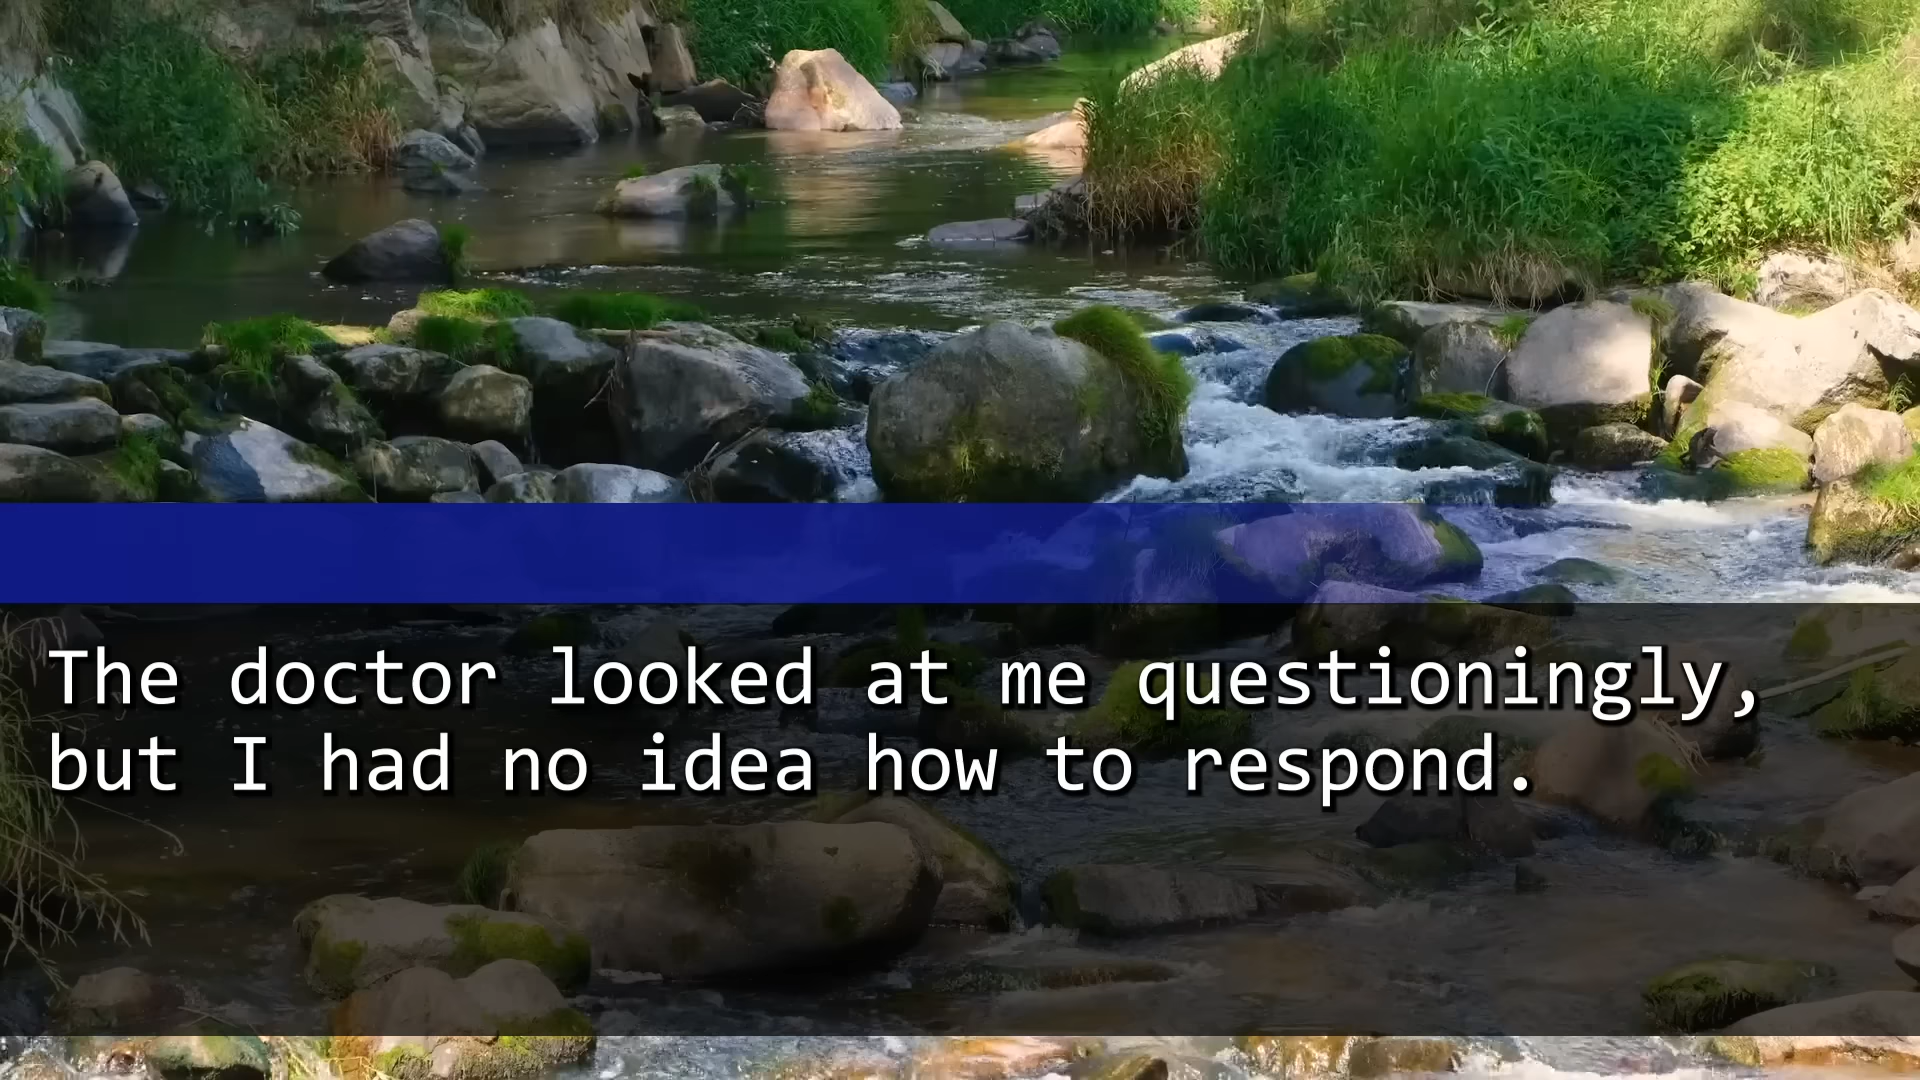 The doctor looked at me questioningly,
but I had no idea how to respond.